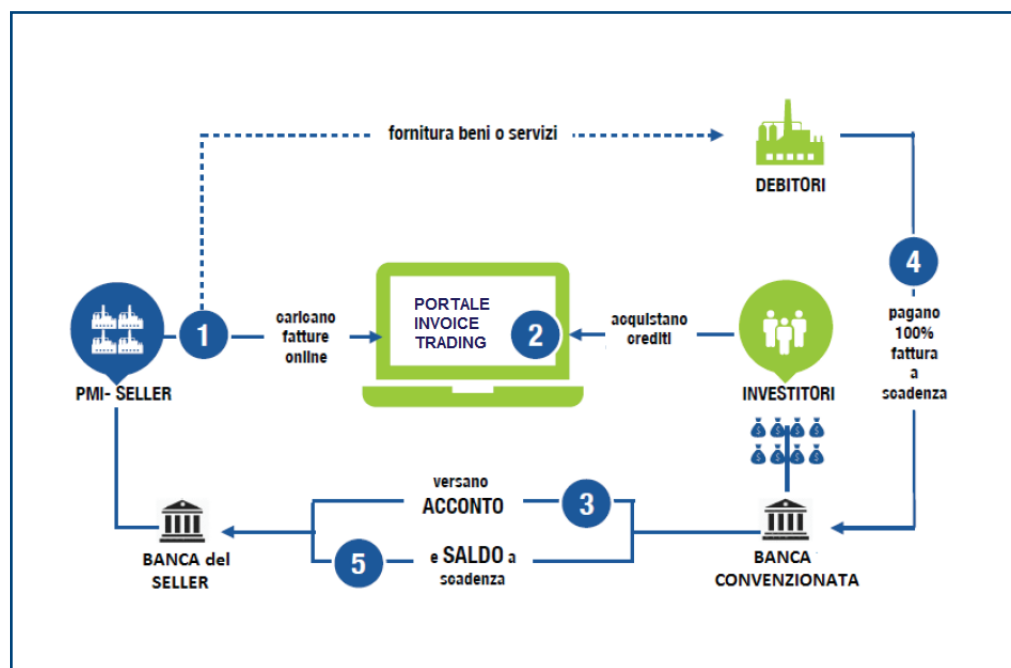 fornitura beni o servizi
DEBITORI
1
caricano
fatture
online
PORTALE
INVOICE
TRADING
2
acquistano
crediti
4
pagano
100%
fattura
a
scadenza
PMI- SELLER
INVESTITORI
versano
ACCONTO
3
BANCA del
SELLER
5
e SALDO a
scadenza
BANCA
CONVENZIONATA